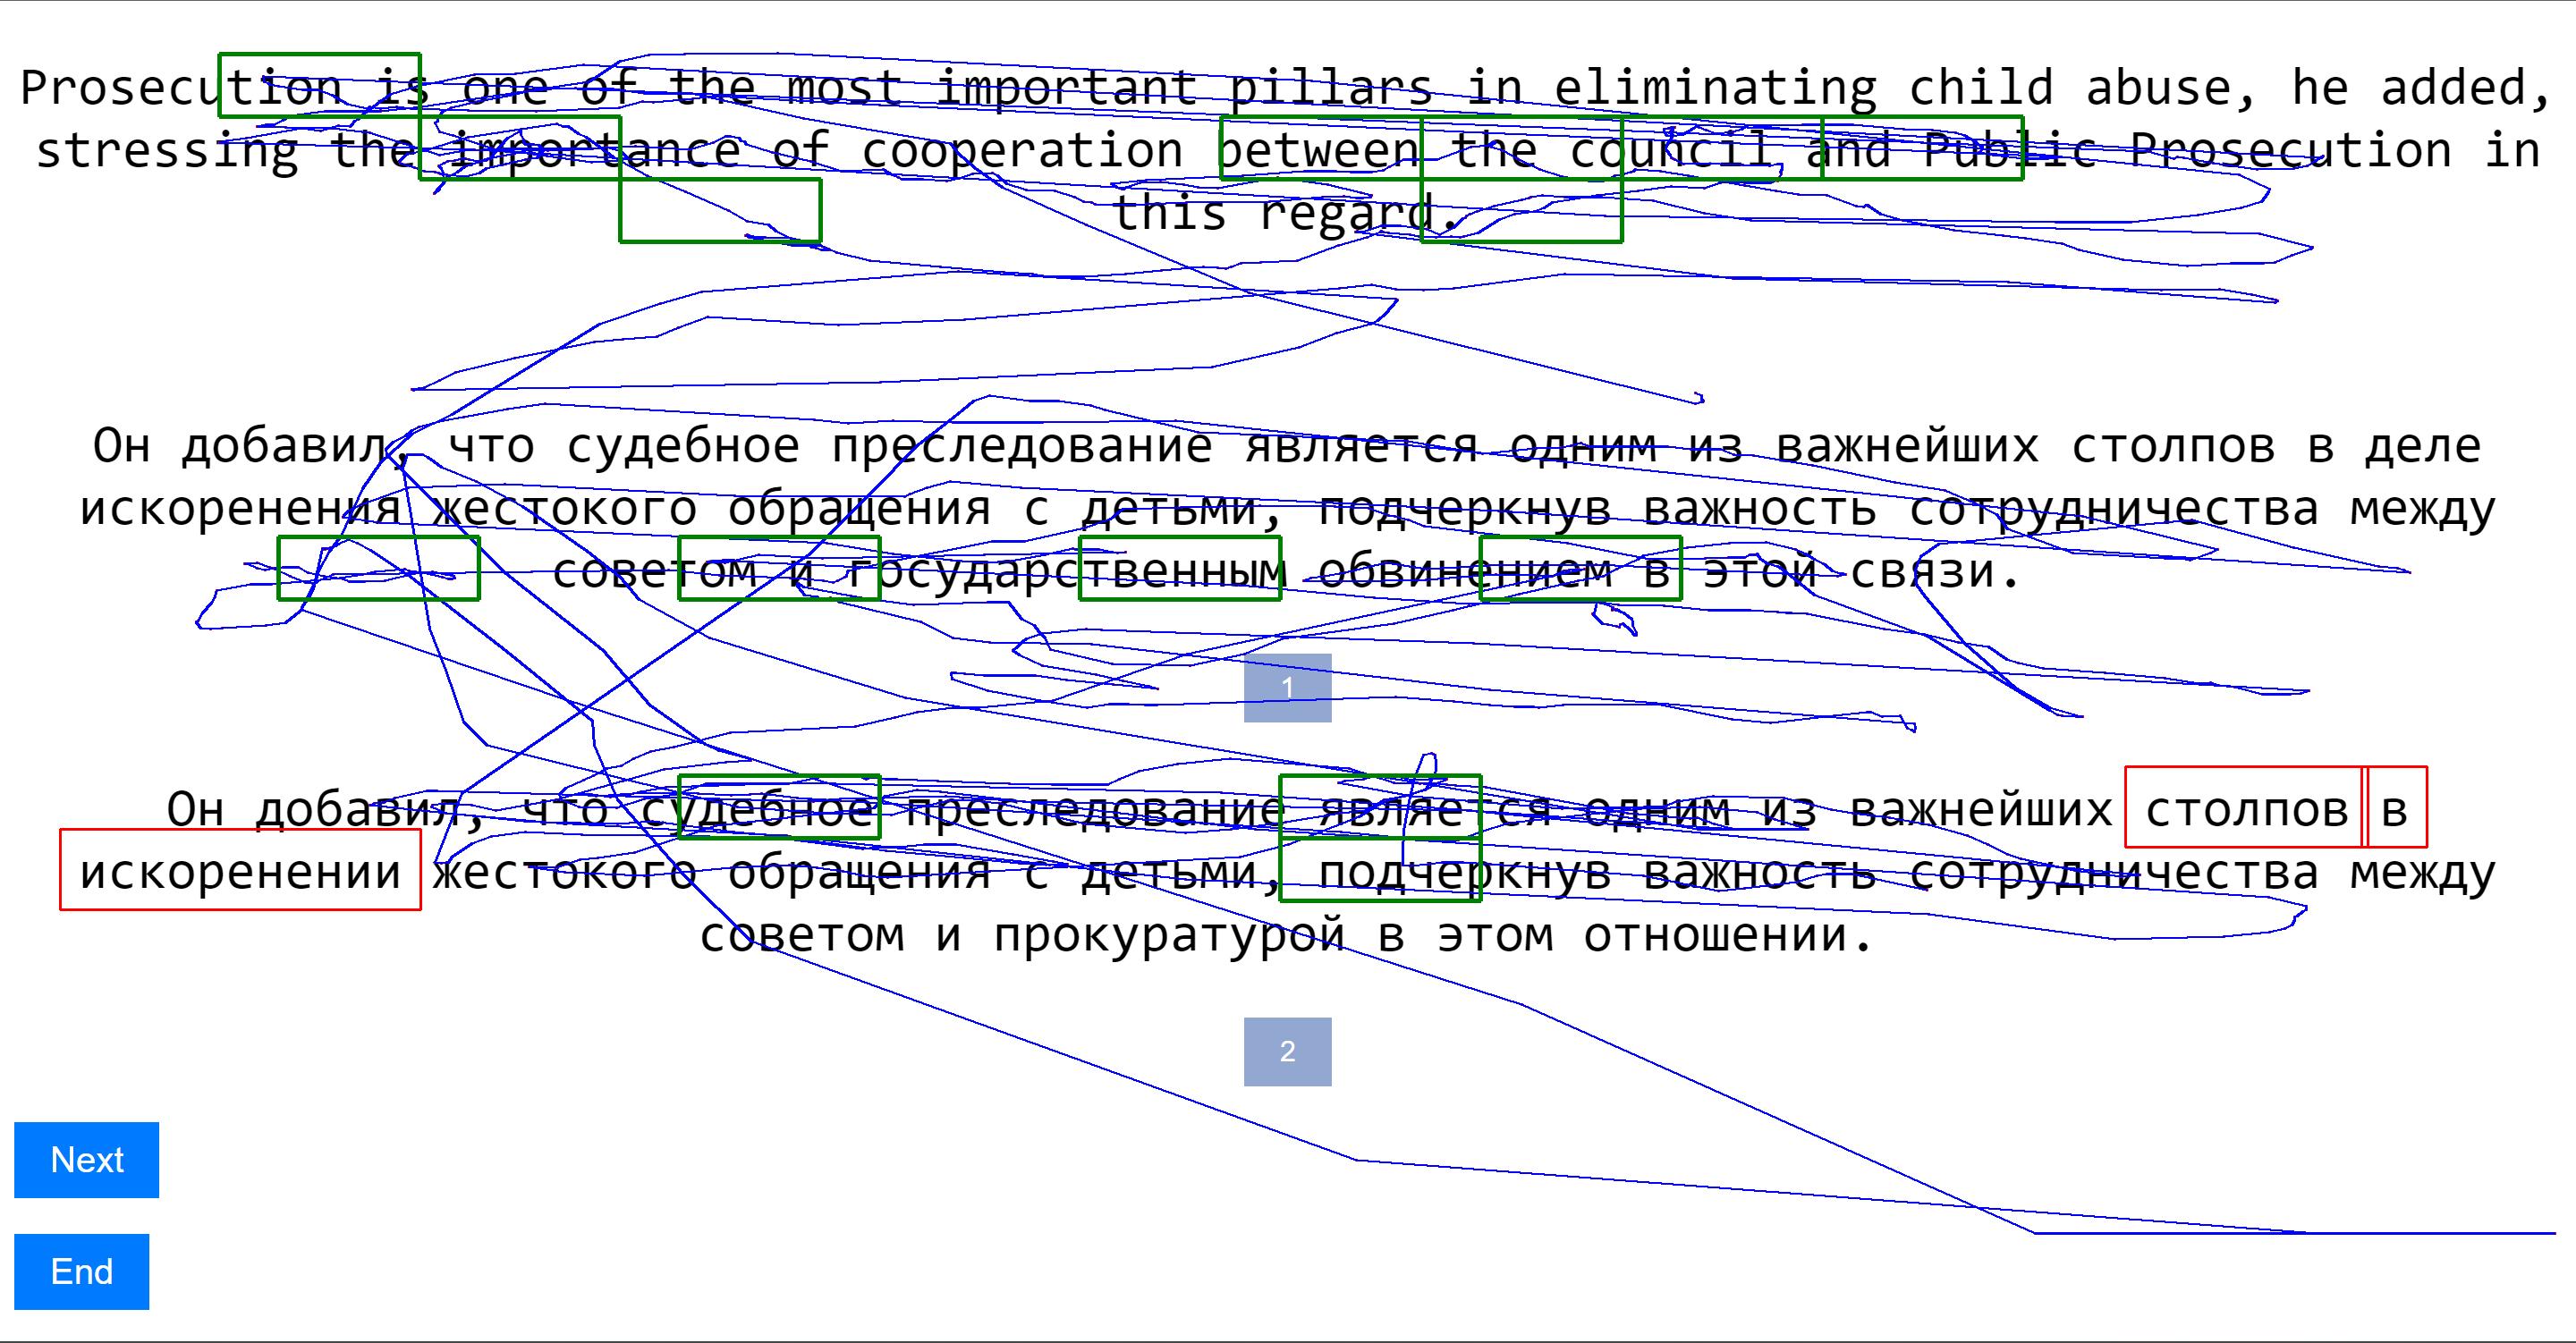 Prosecution is one of the most important pillars in eliminating child abuse, he added,
stressing the importance of cooperation between the council and Public Prosecution in
this regard.
Он добавил, что судебное преследование является одним из важнейших столпов в деле
искоренения жестокого обращения с детьми, подчеркнув важность сотрудничества между
советом и государственным обвинением в этой связи.
1
Он добавил, что судебное преследование является одним из важнейших столпов в
искоренении жестокого обращения с детьми, подчеркнув важность сотрудничества между
советом и прокуратурой в этом отношении.
2
Next
End